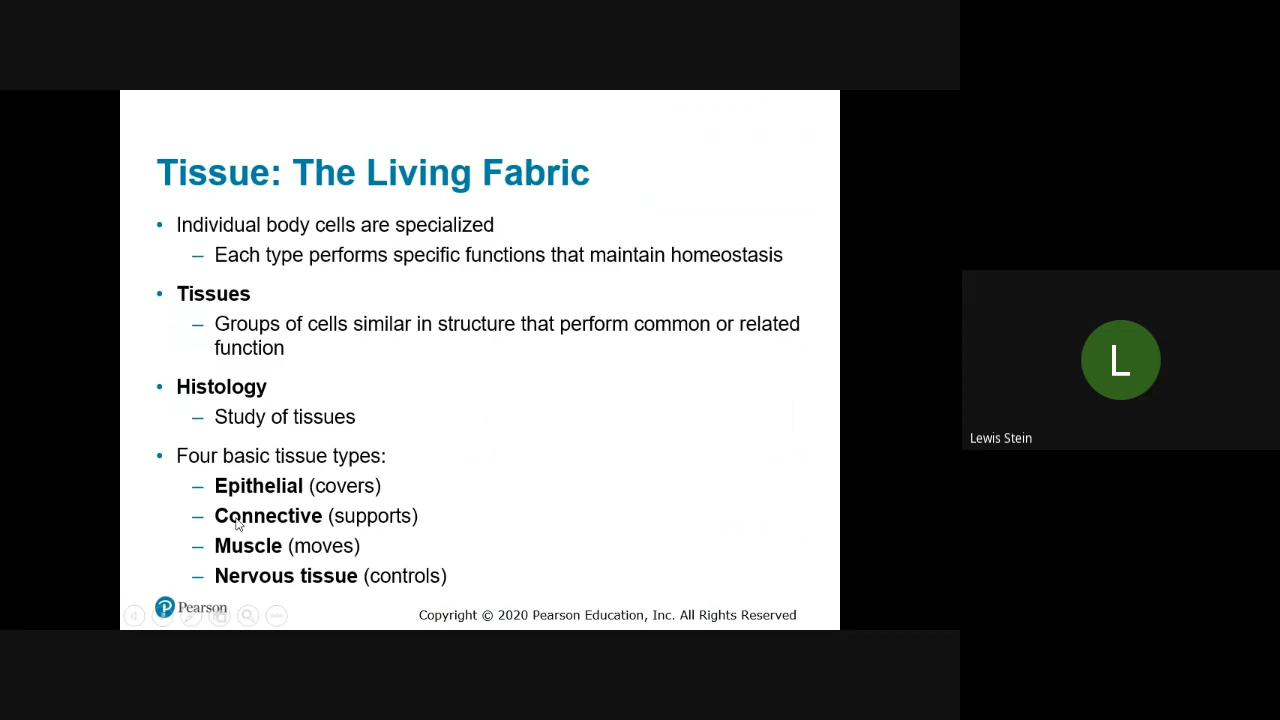 Tissue: The Living Fabric
• Individual body cells are specialized
– Each type performs specific functions that maintain homeostasis
• Tissues
– Groups of cells similar in structure that perform common or related
function
• Histology
– Study of tissues
• Four basic tissue types:
– Epithelial (covers)
– Connective (supports)
– Muscle (moves)
– Nervous tissue (controls)
P Pearson
Copyright © 2020 Pearson Education, Inc. All Rights Reserved
L
Lewis Stein